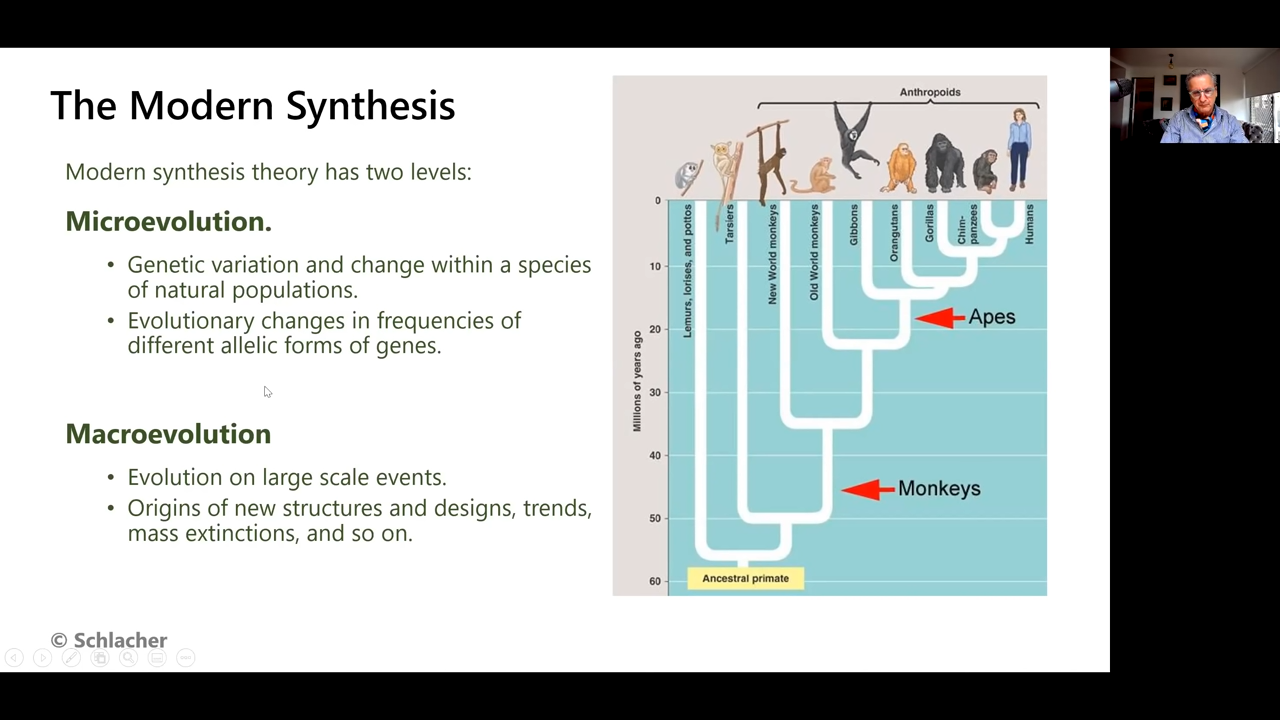 The Modern Synthesis
Modern synthesis theory has two levels:
Microevolution.
• Genetic variation and change within a species
of natural populations.
• Evolutionary changes in frequencies of
different allelic forms of genes.
Macroevolution
• Evolution on large scale events.
• Origins of new structures and designs, trends,
mass extinctions, and so on.
© Schlacher
Anthropoids
Lemurs, lorises, and pottos
Tarsiers
New World monkeys
Old World monkeys
Gibbons
Orangutans
Gorillas
Chim-
panzees
Humans
Millions of years ago
0
10
20
30
40
50
60
Apes
Monkeys
Ancestral primate